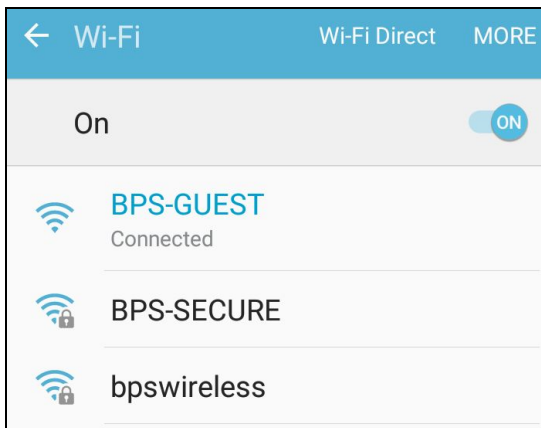 Wi-Fi Wi-Fi Direct MORE
On ON
BPS-GUEST
Connected
BPS-SECURE
bpswireless